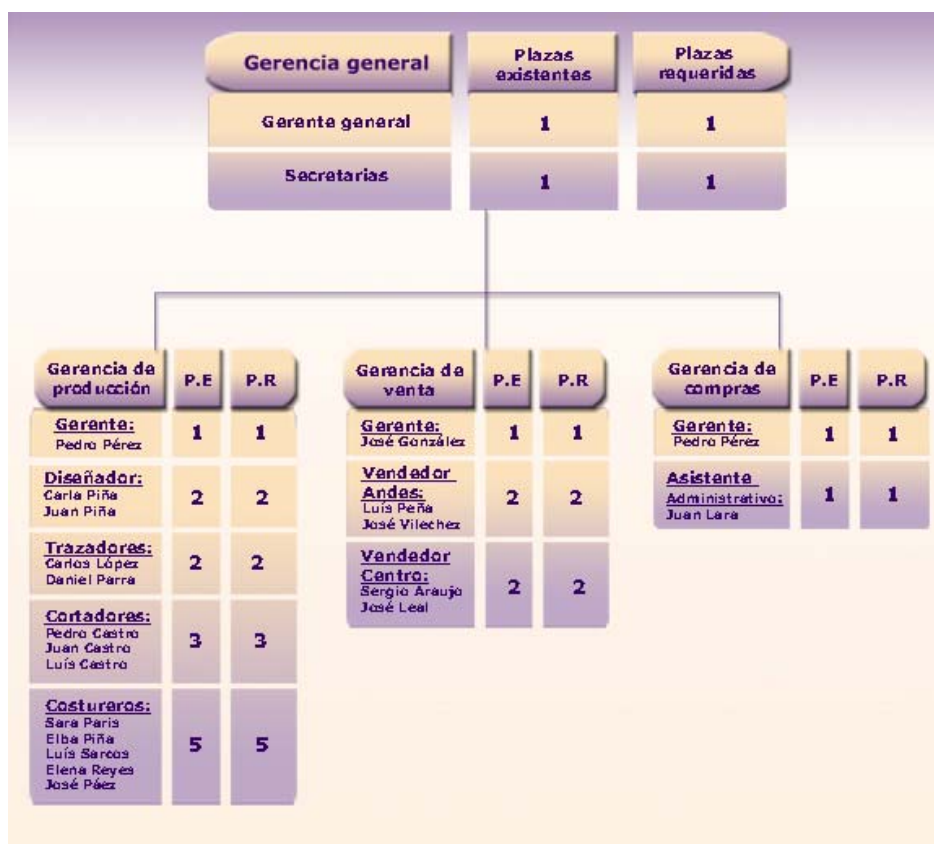 Gerencia general
Plazas existentes
Plazas requeridas
Gerente general
1
1
Secretarias
1
1
Gerencia de
producción
P.E
P.R
Gerente:
Pedro Pérez
1
1
Diseñador:
Carla Piña
Juan Piña
2
2
Trazadores:
Carlos López
Daniel Parra
2
2
Cortadores:
Pedro Castro
Juan Castro
Luís Castro
3
3
Costureros:
Sara Paris
Elba Piña
Luís Sarcos
Elena Reyes
José Páez
5
5
Gerencia de
venta
P.E
P.R
Gerente:
José González
1
1
Vendedor
Andes:
Luís Peña
José Vilechez
2
2
Vendedor
Centro:
Sergio Araujo
José Leal
2
2
Gerencia de
compras
P.E
P.R
Gerente:
Pedro Pérez
1
1
Asistente
Administrativo:
Juan Lara
1
1